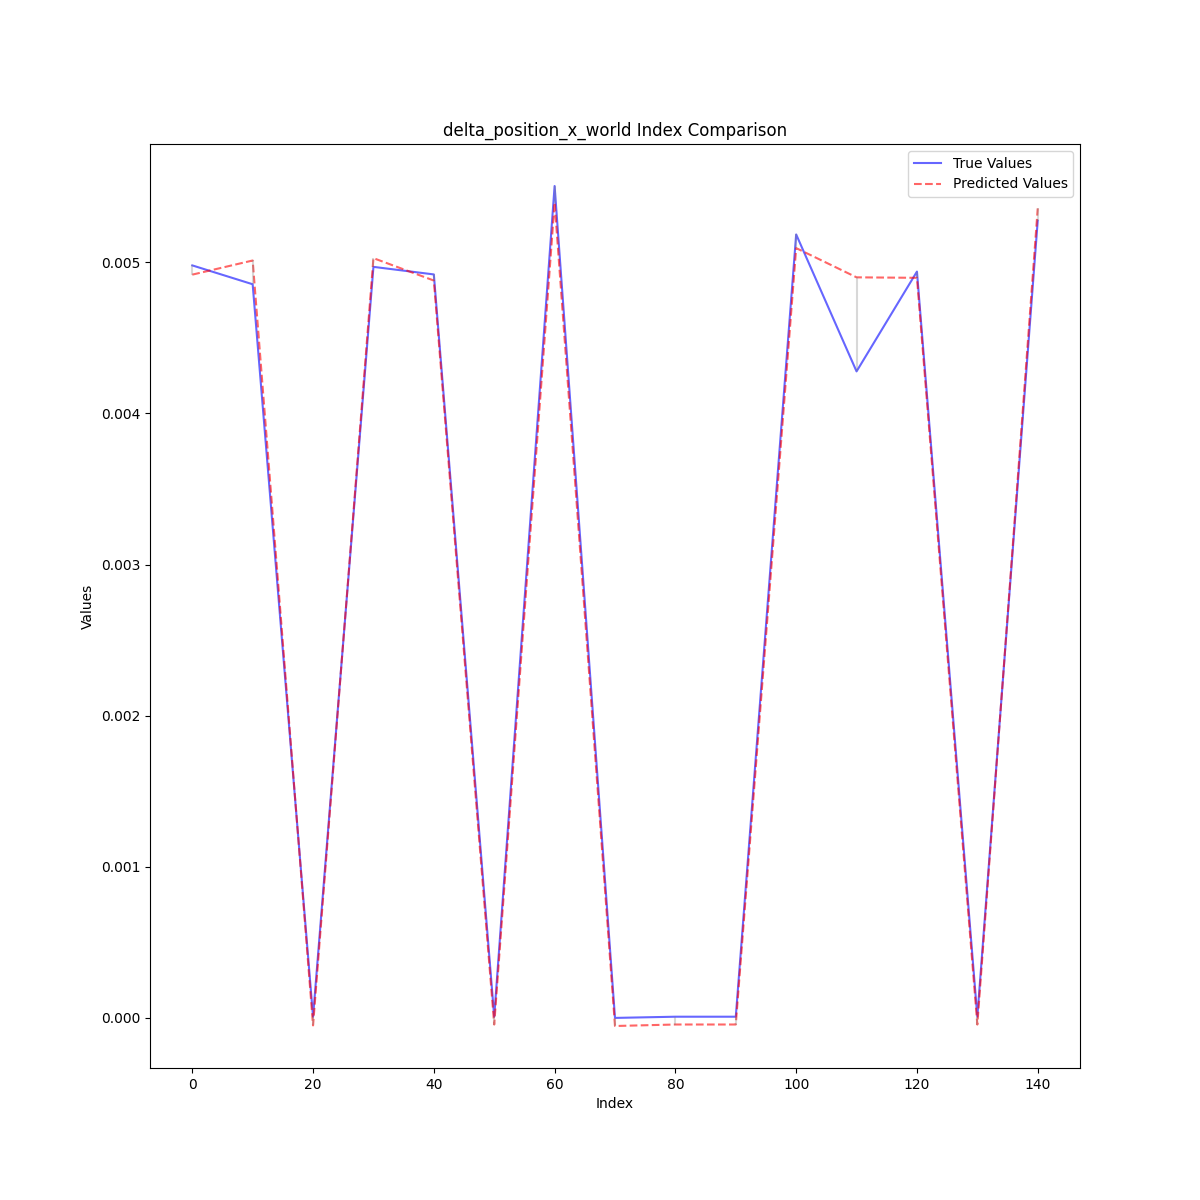 delta_position_x_world Index Comparison
True Values
Predicted Values
0.005
0.004
0.003
0.002
0.001
0.000
Values
0 20 40 60 80 100 120 140
Index